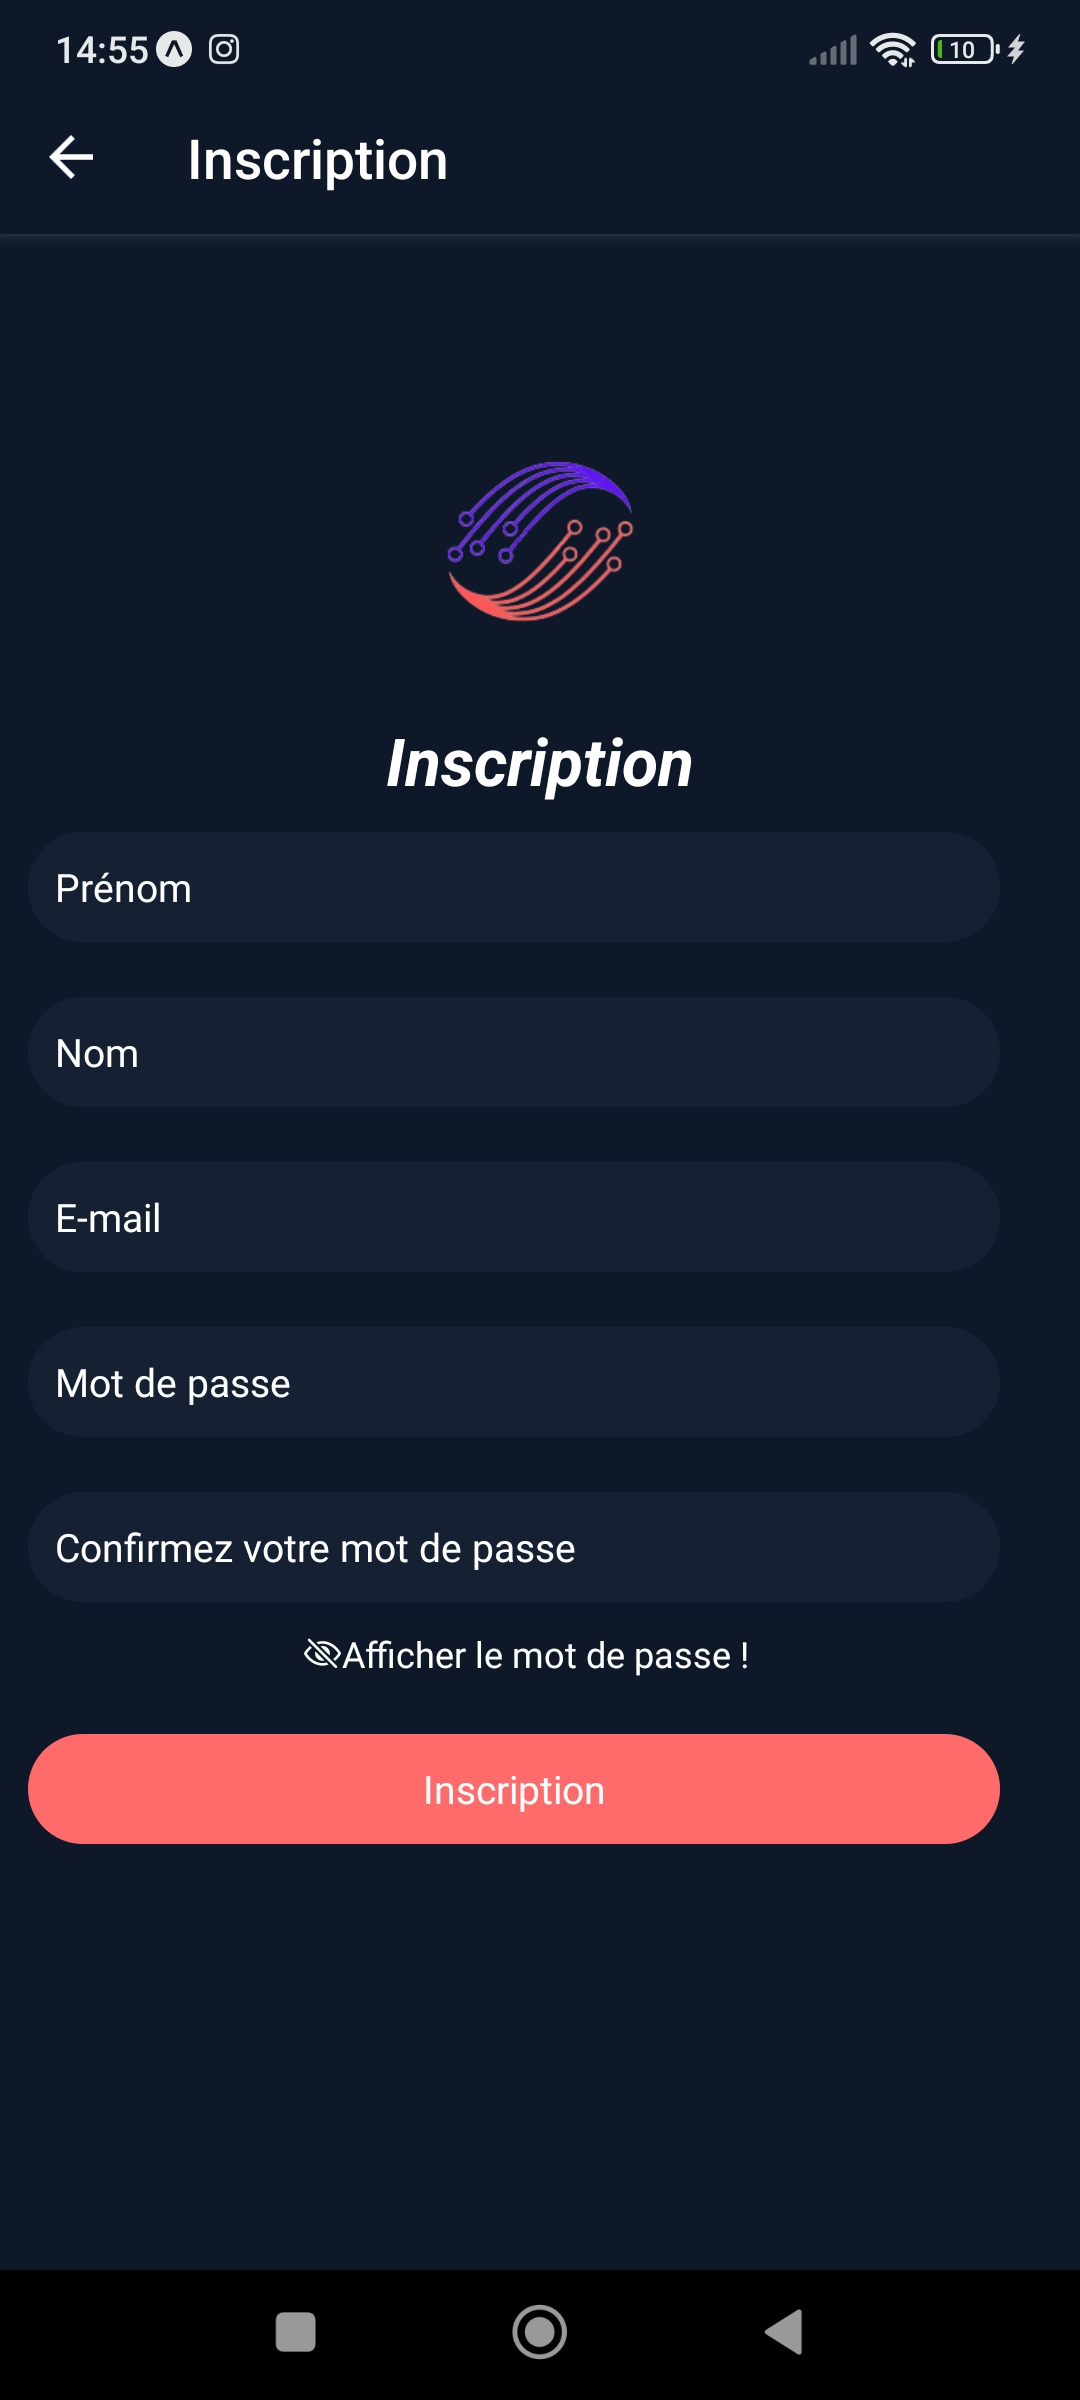 14:55
10
Inscription
Inscription
Prénom
Nom
E-mail
Mot de passe
Confirmez votre mot de passe
Afficher le mot de passe !
Inscription